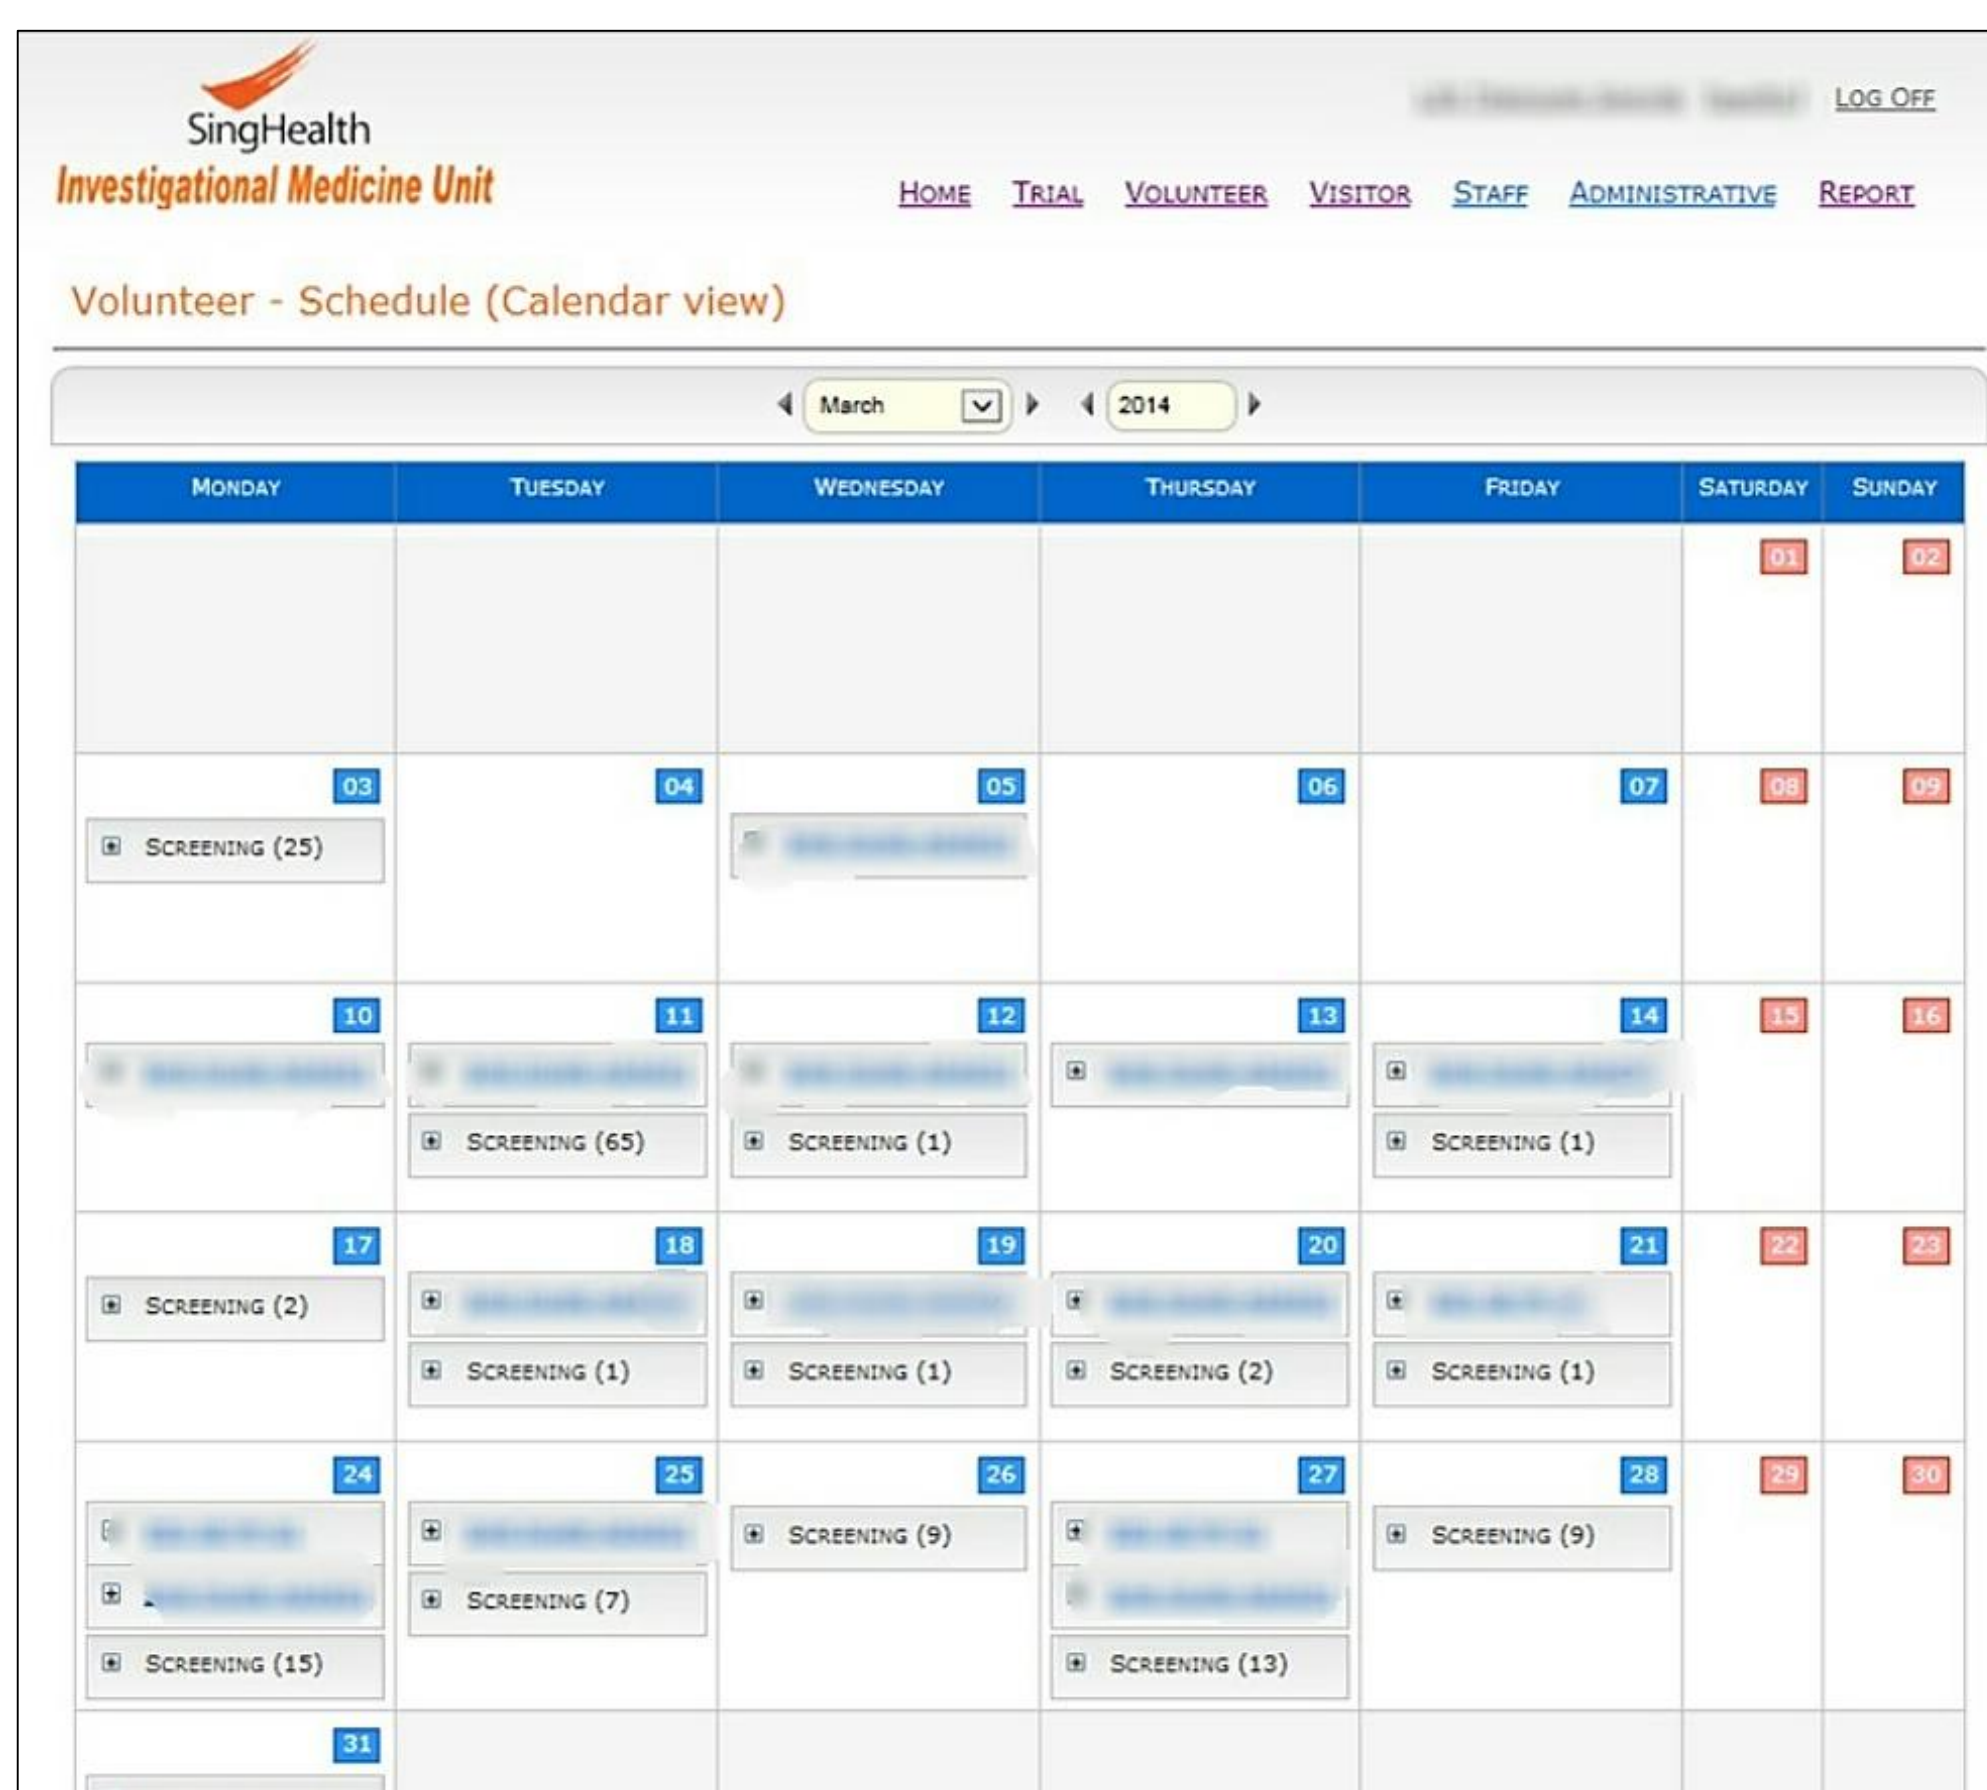 SingHealth
Investigational Medicine Unit
LOG OFF
HOME TRIAL VOLUNTEER VISITOR STAFF ADMINISTRATIVE REPORT
Volunteer - Schedule (Calendar view)
March 2014
MONDAY TUESDAY WEDNESDAY THURSDAY FRIDAY SATURDAY SUNDAY
01 02
03 04 05 06 07 08 09
SCREENING (25)
10 11 12 13 14 15 16
SCREENING (65) SCREENING (1) SCREENING (1)
17 18 19 20 21 22 23
SCREENING (2)
SCREENING (1) SCREENING (1) SCREENING (2) SCREENING (1)
24 25 26 27 28 29 30
SCREENING (9) SCREENING (9)
SCREENING (7)
SCREENING (15) SCREENING (13)
31